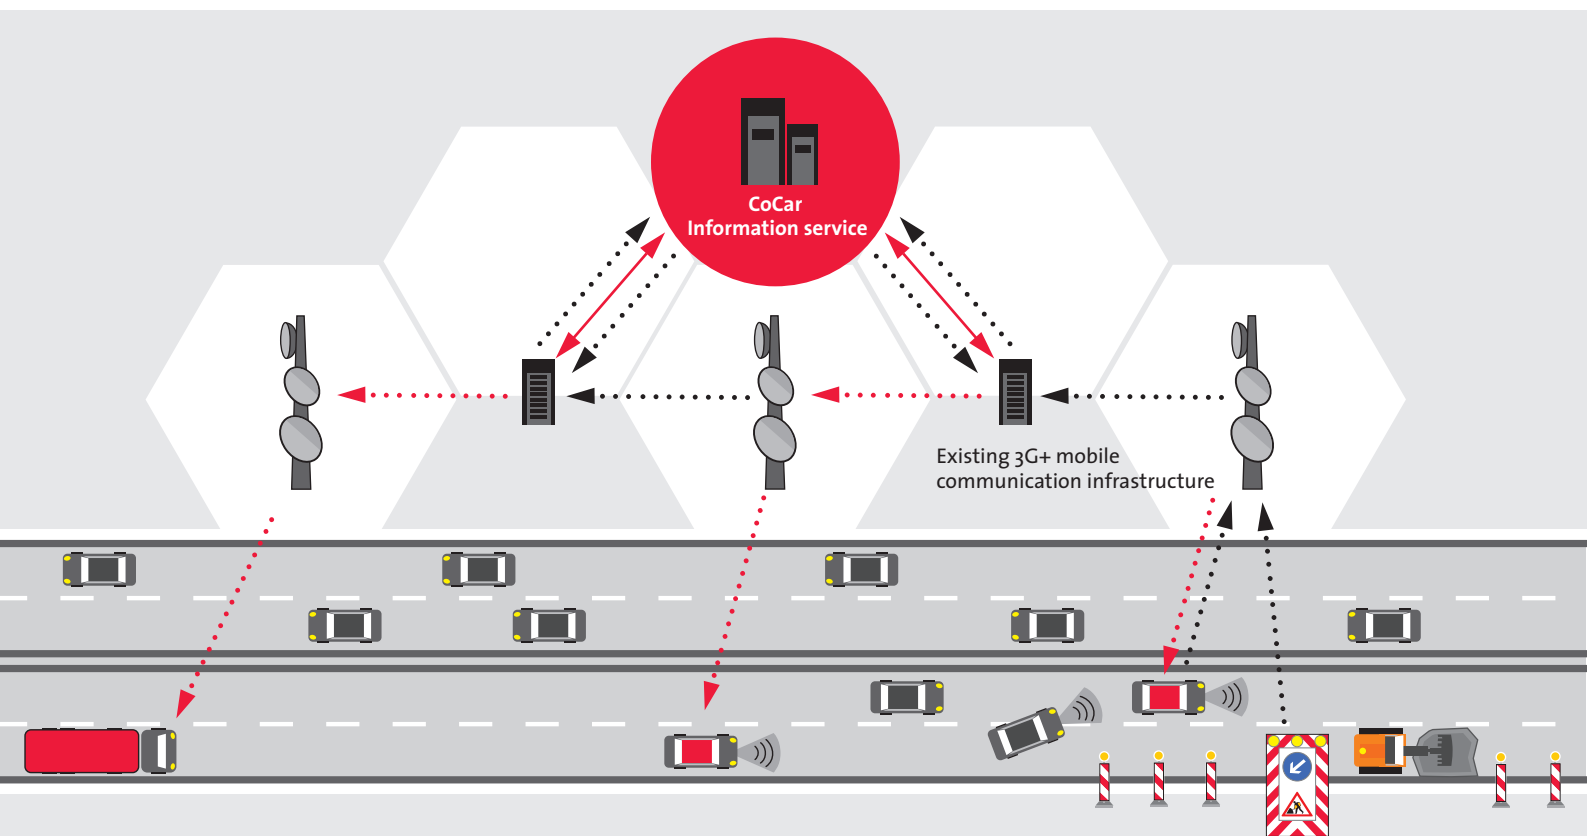 CoCar
Information service
Existing 3G+ mobile
communication infrastructure